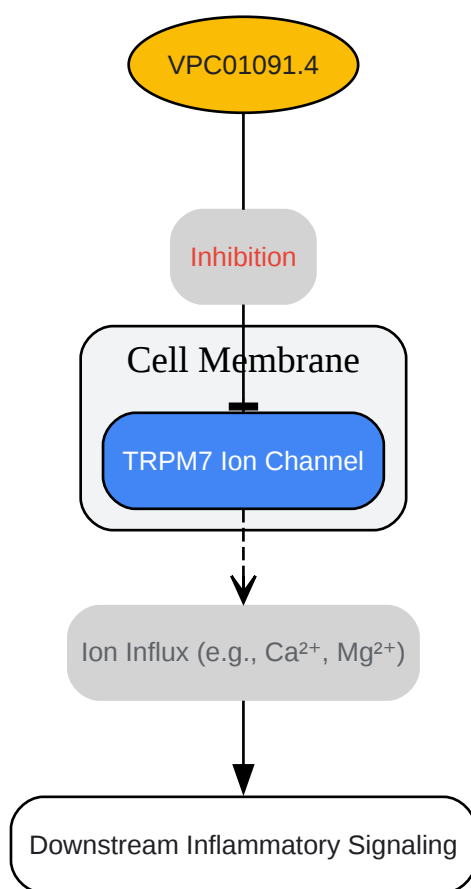 VPC01091.4
Inhibition
Cell Membrane
TRPM7 Ion Channel
Ion Influx (e.g., Ca²⁺, Mg²⁺)
Downstream Inflammatory Signaling